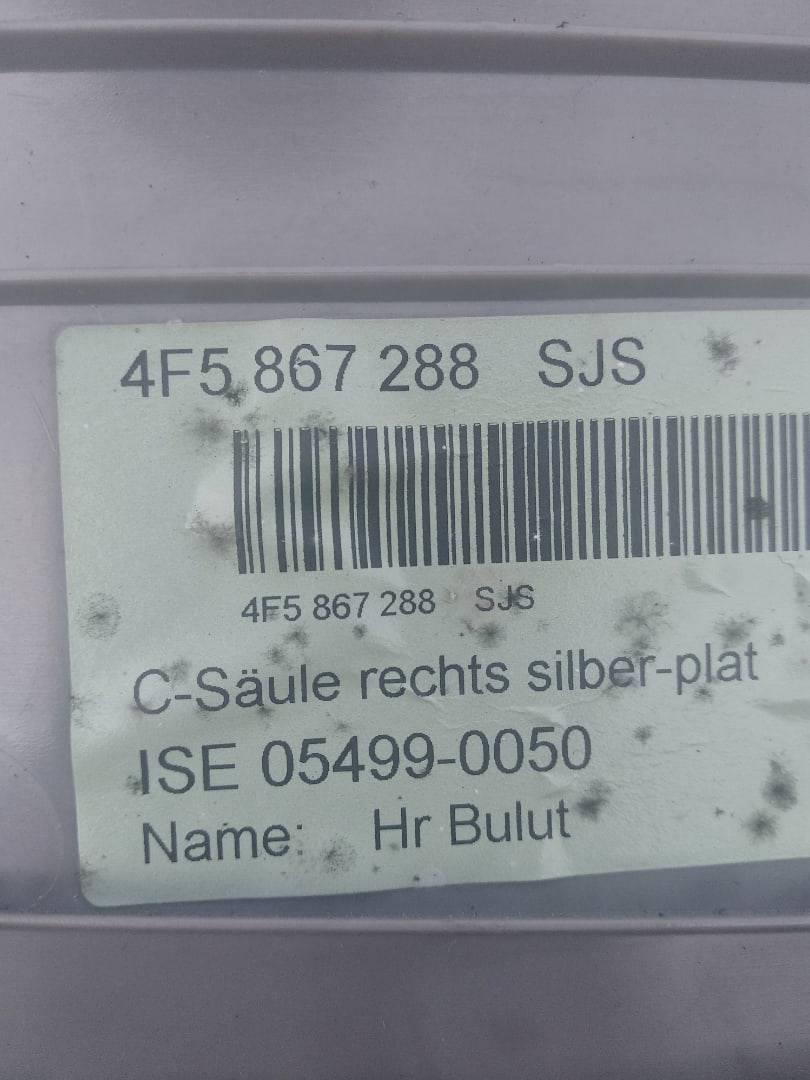 4F5 867 288 SJS
4F5 867 288 SJS
C-Säule rechts silber-plat
ISE 05499-0050
Name: Hr Bulut